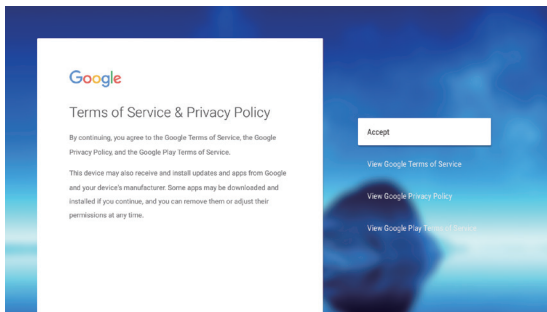 Google
Terms of Service & Privacy Policy
By continuing, you agree to the Google Terms of Service, the Google
Privacy Policy, and the Google Play Terms of Service.
This device may also receive and install updates and apps from Google
and your device's manufacturer. Some apps may be downloaded and
installed if you continue, and you can remove them or adjust their
permissions at any time.
Accept
View Google Terms of Service
View Google Privacy Policy
View Google Play Terms of Service